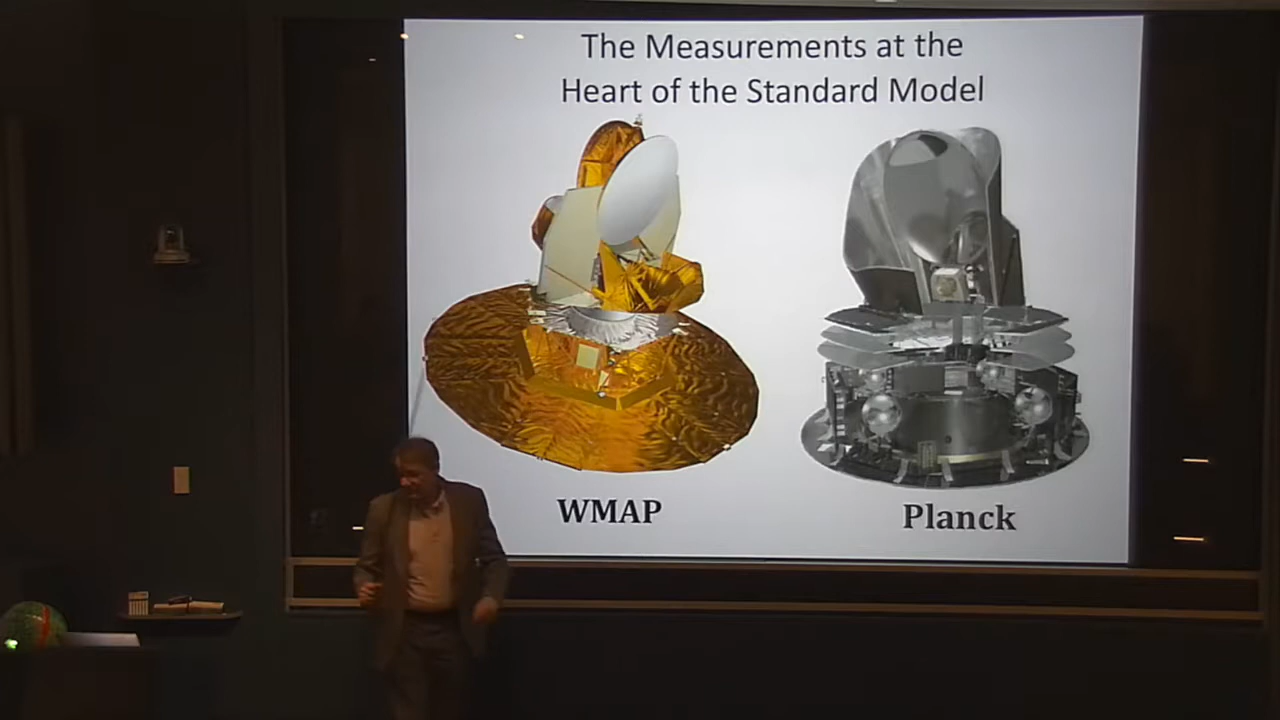 The Measurements at the
Heart of the Standard Model
WMAP
Planck